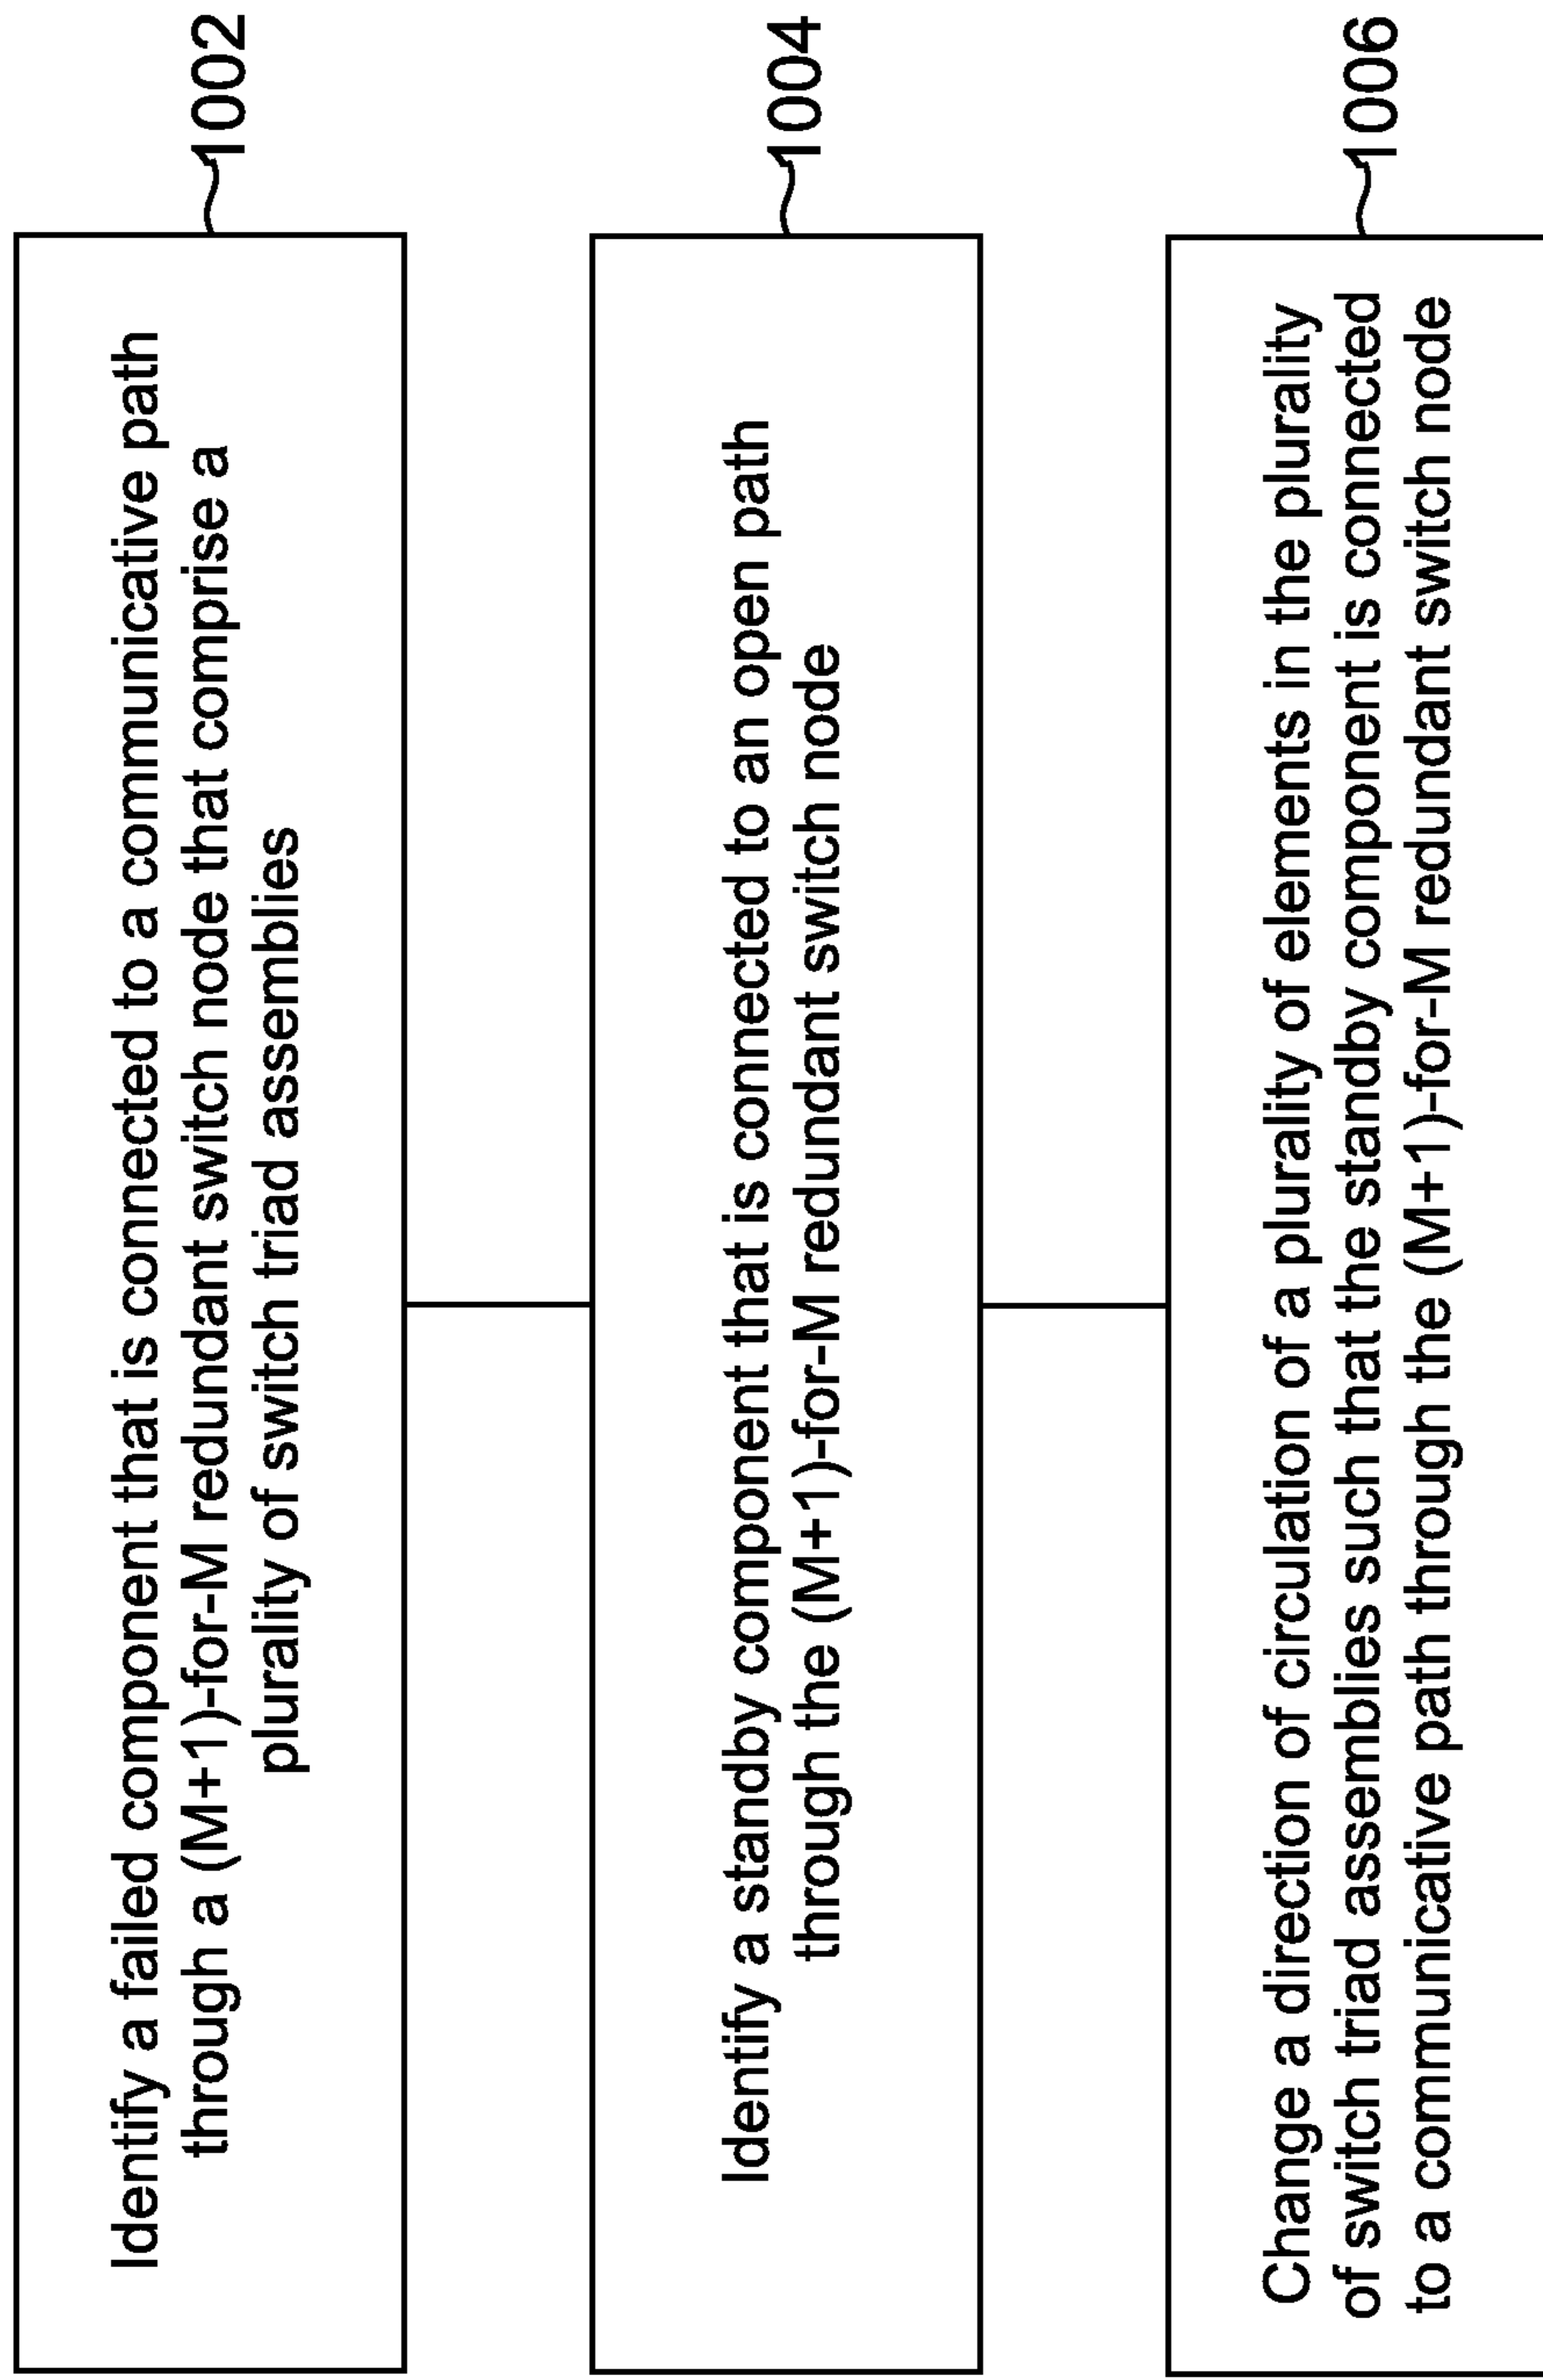 Identify a failed component that is connected to a communicative path
through a (M+1)-for-M redundant switch node that comprise a
plurality of switch triad assemblies
1002
Identify a standby component that is connected to an open path
through the (M+1)-for-M redundant switch node
1004
Change a direction of circulation of a plurality of elements in the plurality
of switch triad assemblies such that the standby component is connected
to a communicative path through the (M+1)-for-M redundant switch node
1006